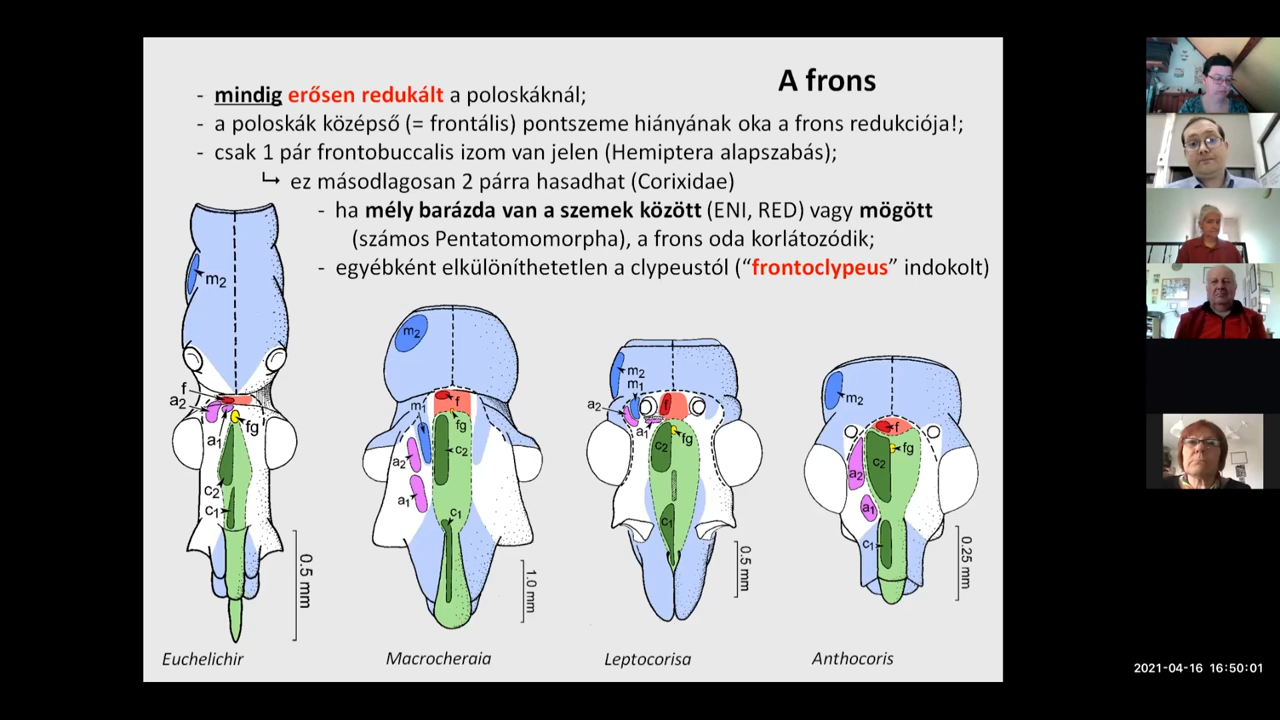 A frons
- mindig erősen redukált a poloskáknál;
- a poloskák középső (= frontális) pontszeme hiányának oka a frons redukciója!;
- csak 1 pár frontobuccalis izom van jelen (Hemiptera alapszabás);
↳ ez másodlagosan 2 párra hasadhat (Corixidae)
- ha mély barázda van a szemek között (ENI, RED) vagy mögött
(számos Pentatomomorpha), a frons oda korlátozódik;
- egyébként elkülöníthetetlen a clypeustól (“frontoclypeus” indokolt)
m2
f
a2
a1
fg
c2
c1
0.5 mm
Euchelichir
m2
f
m1
fg
c2
a2
a1
c1
1.0 mm
Macrocheraia
m2
m1
a2
f
a1
fg
c2
c1
0.5 mm
Leptocorisa
m2
f
fg
c2
a2
a1
c1
0.25 mm
Anthocoris
2021-04-16 16:50:01